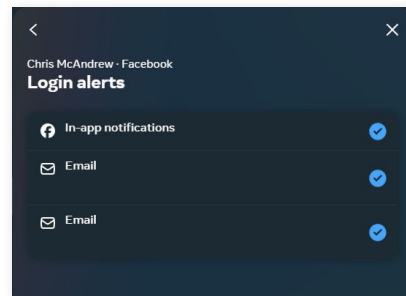 Chris McAndrew · Facebook
Login alerts
In-app notifications
Email
Email